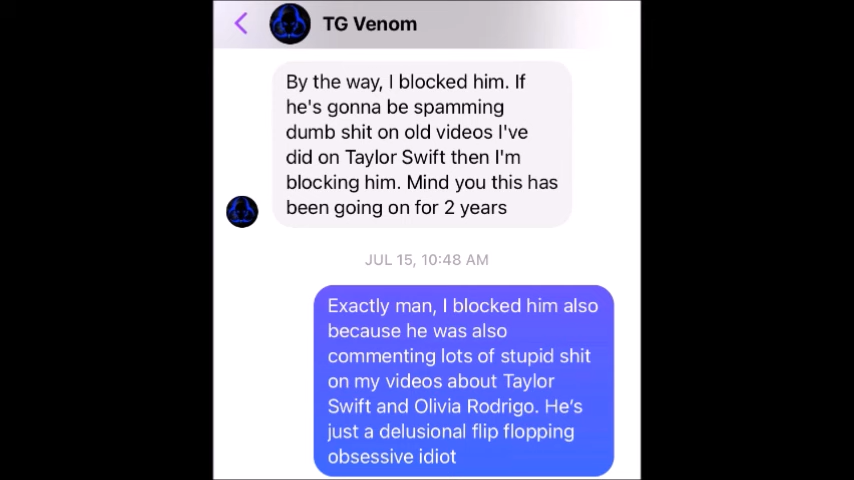 TG Venom
By the way, I blocked him. If
he's gonna be spamming
dumb shit on old videos I've
did on Taylor Swift then I'm
blocking him. Mind you this has
been going on for 2 years
JUL 15, 10:48 AM
Exactly man, I blocked him also
because he was also
commenting lots of stupid shit
on my videos about Taylor
Swift and Olivia Rodrigo. He’s
just a delusional flip flopping
obsessive idiot